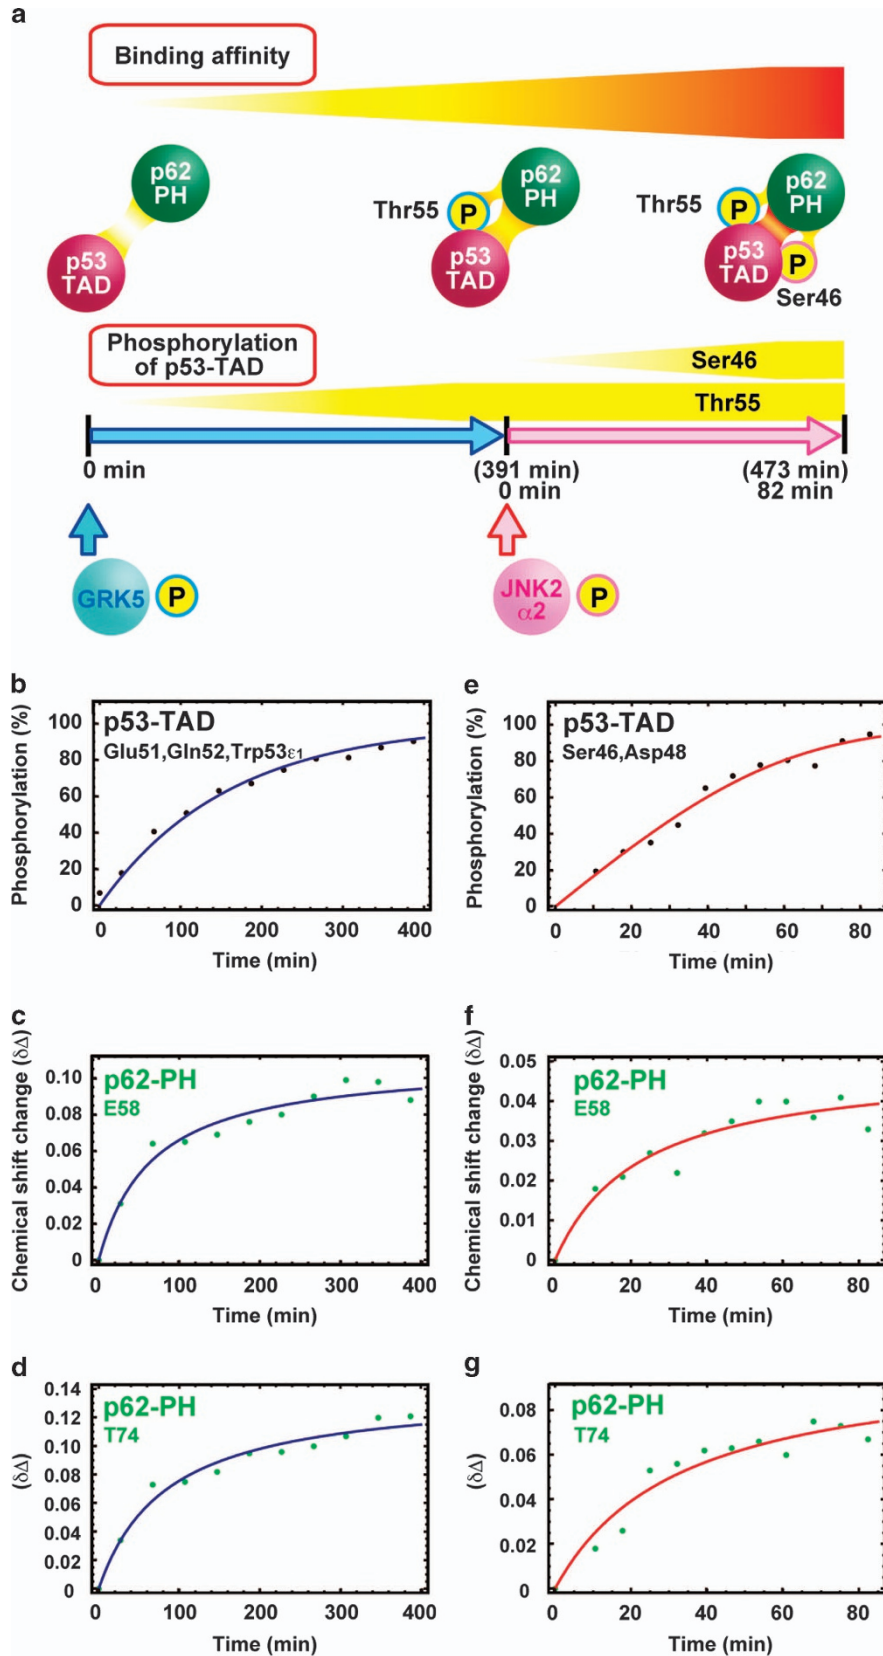 a
Binding affinity
p62
PH
p53
TAD
Thr55
P
p62
PH
p53
TAD
Thr55
P
p62
PH
p53
TAD
P
Ser46
Phosphorylation
of p53-TAD
Ser46
Thr55
0 min
(391 min)
0 min
(473 min)
82 min
GRK5
P
JNK2
α2
P
b
Phosphorylation (%)
100
80
60
40
20
0
p53-TAD
Glu51,Gln52,Trp53ε1
0 100 200 300 400
Time (min)
e
Phosphorylation (%)
100
80
60
40
20
0
p53-TAD
Ser46,Asp48
0 20 40 60 80
Time (min)
c
Chemical shift change (δΔ)
0.10
0.08
0.06
0.04
0.02
0
p62-PH
E58
0 100 200 300 400
Time (min)
f
Chemical shift change (δΔ)
0.05
0.04
0.03
0.02
0.01
0
p62-PH
E58
0 20 40 60 80
Time (min)
d
(δΔ)
0.14
0.12
0.10
0.08
0.06
0.04
0.02
0
p62-PH
T74
0 100 200 300 400
Time (min)
g
(δΔ)
0.08
0.06
0.04
0.02
0
p62-PH
T74
0 20 40 60 80
Time (min)